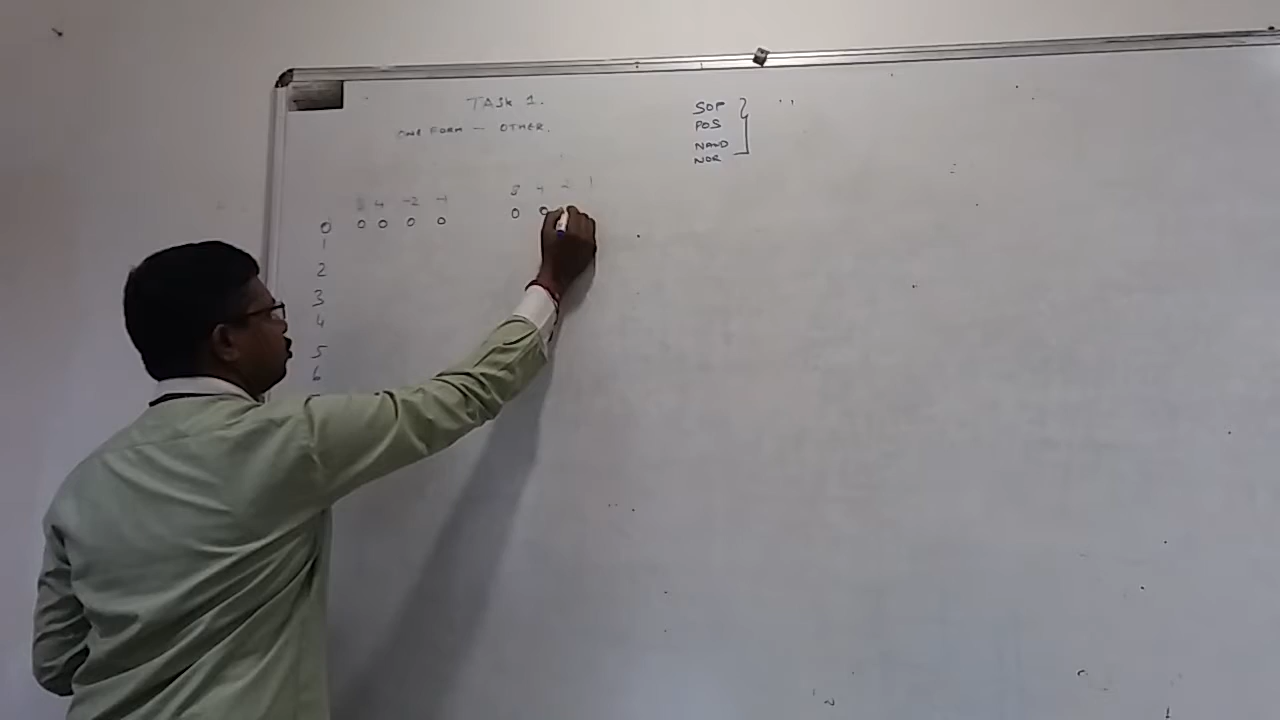 TASK 1.
ONE FORM — OTHER.
SOP
POS
NAND
NOR
8 4 -2 -1
8 4 2 1
0 0 0 0 0
0 0
1
2
3
4
5
6